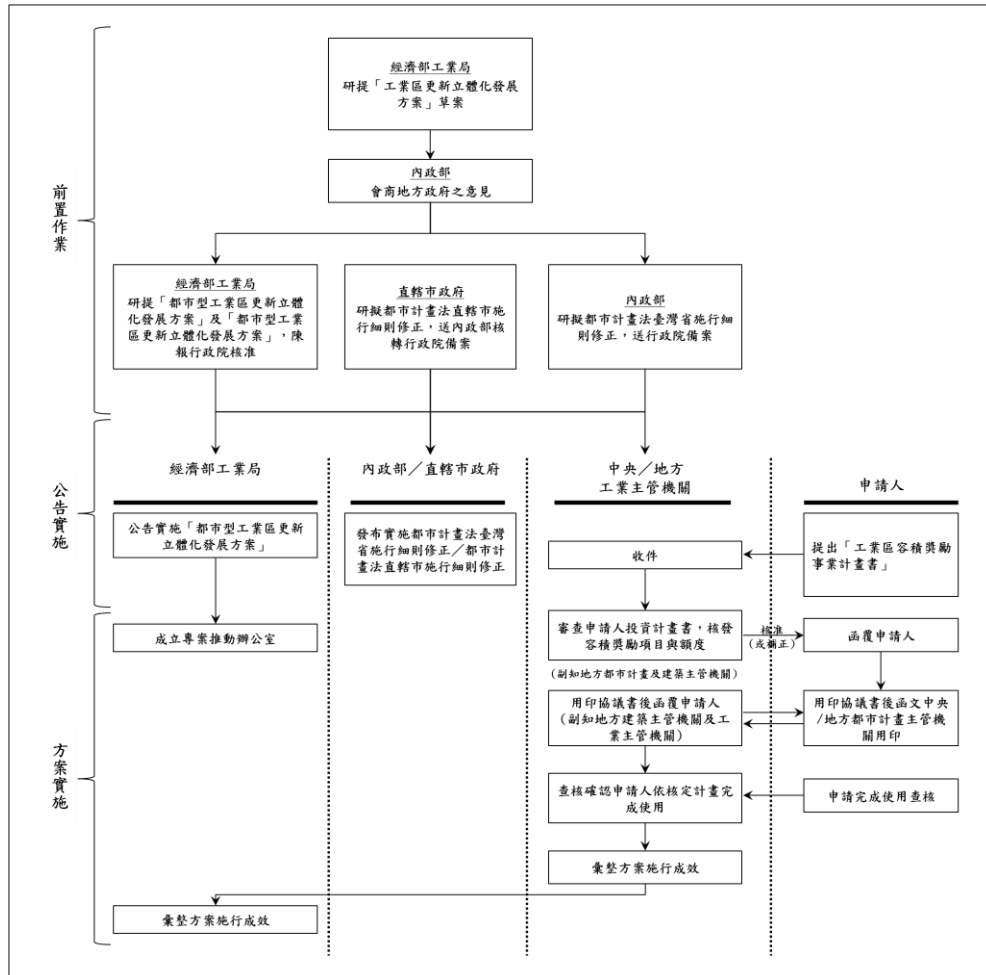 經濟部工業局
研提「工業區更新立體化發展
方案」草案
內政部
會商地方政府之意見
前置作業
經濟部工業局
研提「都市型工業區更新立體
化發展方案」及「都市型工業
區更新立體化發展方案」，陳
報行政院核准
直轄市政府
研擬都市計畫法直轄市施
行細則修正，送內政部核
轉行政院備案
內政部
研擬都市計畫法臺灣省施行細
則修正，送行政院備案
公告實施
經濟部工業局
內政部／直轄市政府
中央／地方
工業主管機關
申請人
公告實施「都市型工業區更新
立體化發展方案」
發布實施都市計畫法臺灣
省施行細則修正／都市計
畫法直轄市施行細則修正
收件
提出「工業區容積獎勵
事業計畫書」
方案實施
成立專案推動辦公室
審查申請人投資計畫書，核發
容積獎勵項目與額度
核准
(或補正)
函覆申請人
(副知地方都市計畫及建築主管機關)
用印協議書後函覆申請人
(副知地方建築主管機關及工
業主管機關)
用印協議書後函文中央
/地方都市計畫主管機
關用印
查核確認申請人依核定計畫完
成使用
申請完成使用查核
彙整方案施行成效
彙整方案施行成效